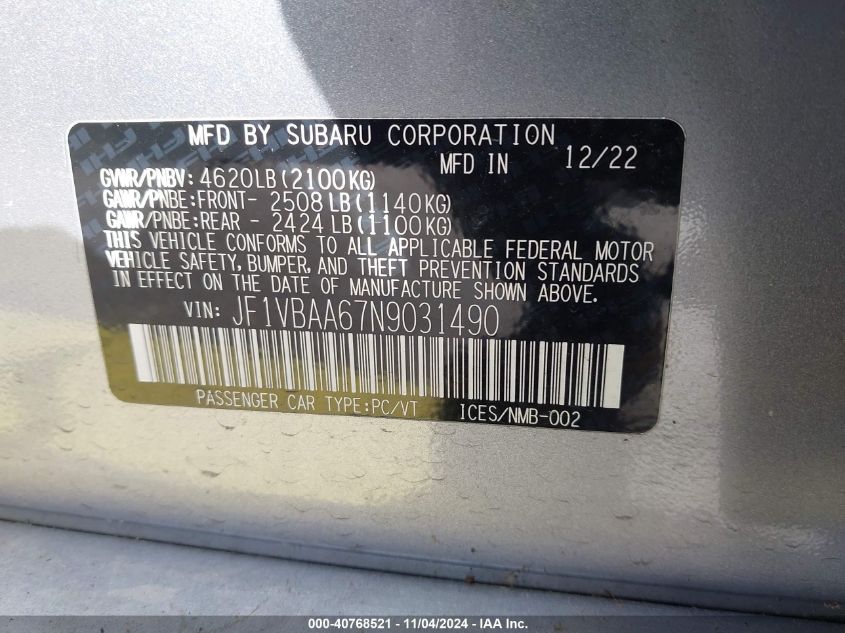 MFD BY SUBARU CORPORATION
MFD IN 12/22
GVWR/PNBV: 4620LB(2100KG)
GAWR/PNBE:FRONT- 2508LB(1140KG)
GAWR/PNBE:REAR - 2424LB(1100KG)
THIS VEHICLE CONFORMS TO ALL APPLICABLE FEDERAL MOTOR
VEHICLE SAFETY, BUMPER, AND THEFT PREVENTION STANDARDS
IN EFFECT ON THE DATE OF MANUFACTURE SHOWN ABOVE.
VIN: JF1VBAA67N9031490
PASSENGER CAR TYPE:PC/VT ICES/NMB-002
000-40768521 - 11/04/2024 - IAA Inc.